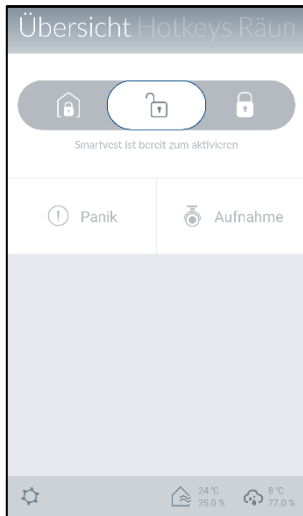 Übersicht Hotkeys Räun
Smartvest ist bereit zum aktivieren
Panik
Aufnahme
24 °C
25.0 %
8 °C
77.0 %